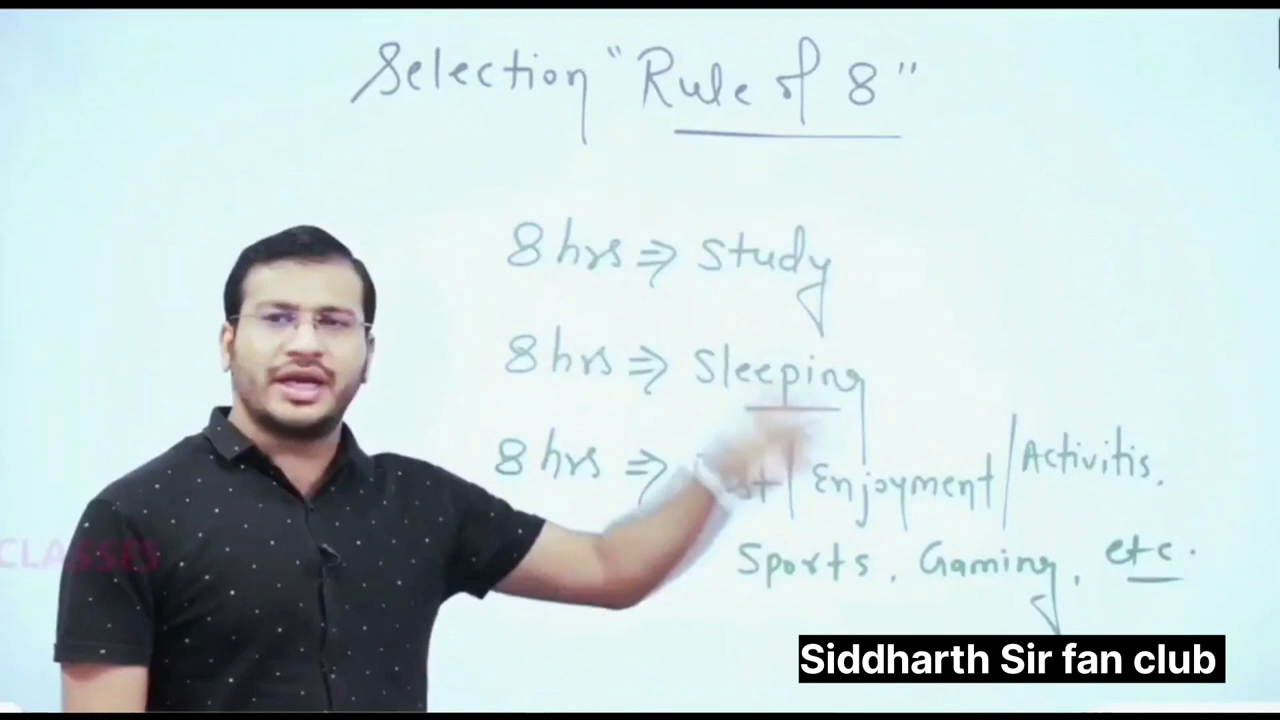 Selection "Rule of 8"
8 hrs ⇒ Study
8 hrs ⇒ Sleeping
8 hrs ⇒ / Enjoyment / Activitis.
Sports, Gaming, etc.
CLASSES
Siddharth Sir fan club